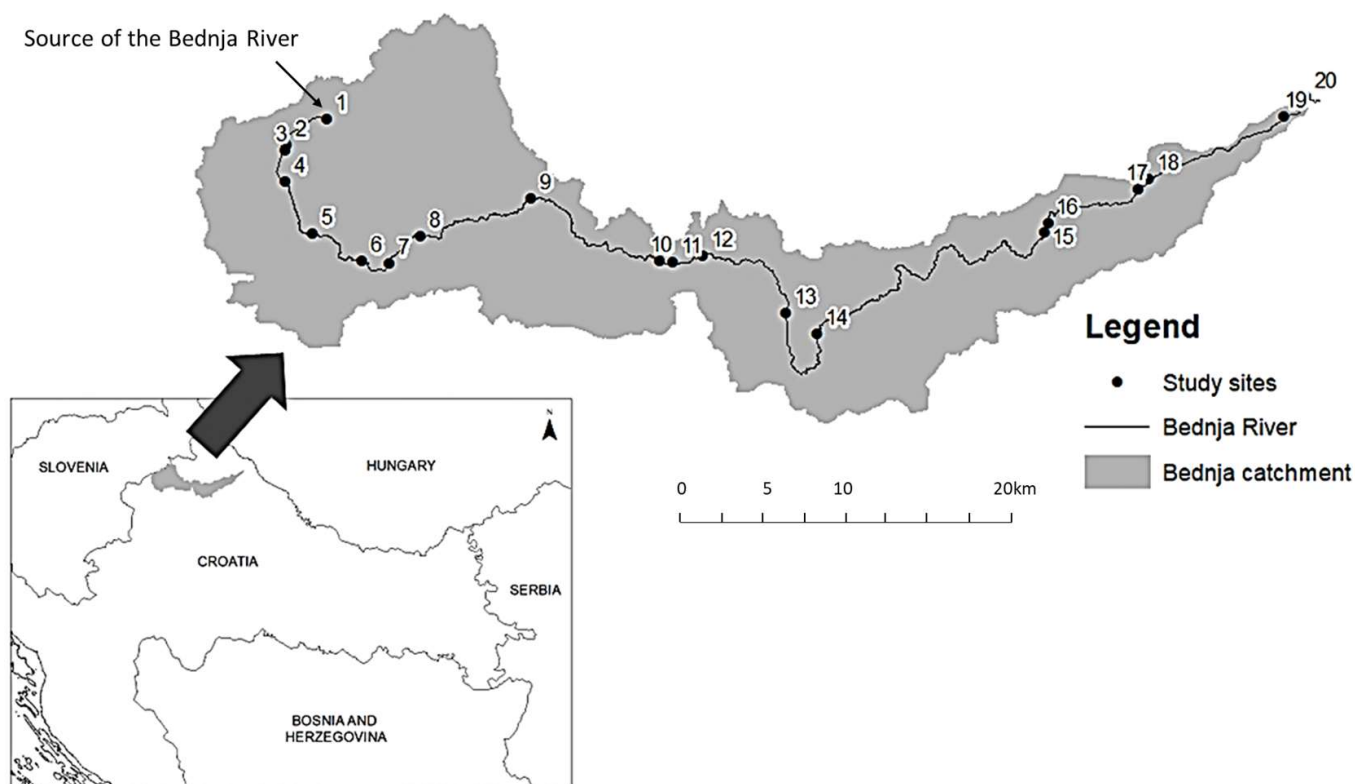 Source of the Bednja River
1
2
3
4
5
6
7
8
9
10
11
12
13
14
15
16
17
18
19
20
Legend
Study sites
Bednja River
Bednja catchment
0 5 10 20km
N
SLOVENIA
HUNGARY
CROATIA
SERBIA
BOSNIA AND
HERZEGOVINA